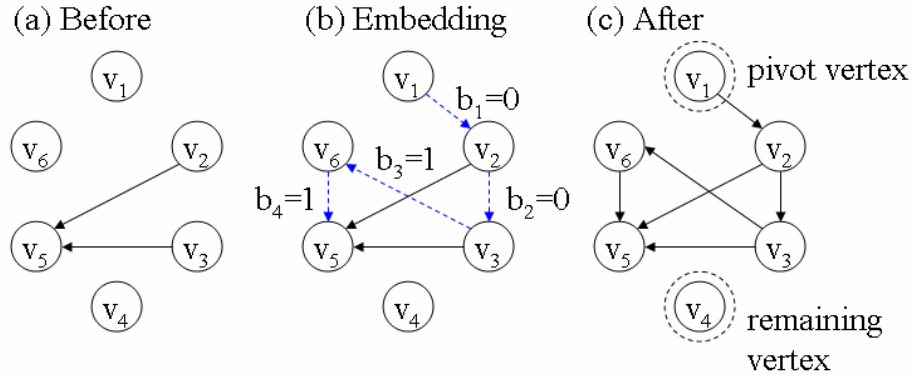 (a) Before
(b) Embedding
(c) After
v1
v6
v2
v5
v3
v4
v1
b1=0
v6
b3=1
v2
b4=1
b2=0
v5
v3
v4
v1
pivot vertex
v6
v2
v5
v3
v4
remaining
vertex